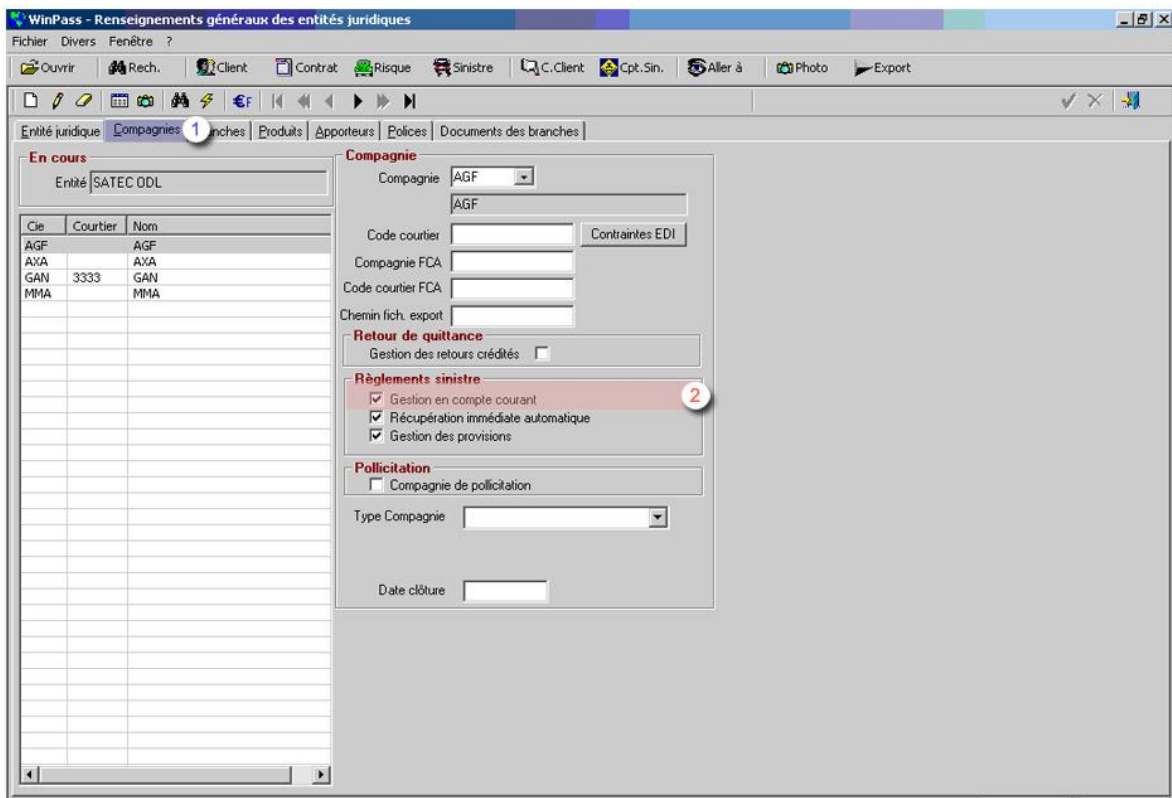 WinPass - Renseignements généraux des entités juridiques
Fichier Divers Fenêtre ?
Ouvrir Rech. Client Contrat Risque Sinistre C.Client Cpt.Sin. Aller à Photo Export
€F
Entité juridique Compagnies 1 nches Produits Apporteurs Polices Documents des branches
En cours
Entité SATEC ODL
Cie Courtier Nom
AGF AGF
AXA AXA
GAN 3333 GAN
MMA MMA
Compagnie
Compagnie AGF
AGF
Code courtier Contraintes EDI
Compagnie FCA
Code courtier FCA
Chemin fich. export
Retour de quittance
Gestion des retours crédités
Règlements sinistre
Gestion en compte courant 2
Récupération immédiate automatique
Gestion des provisions
Pollicitation
Compagnie de pollicitation
Type Compagnie
Date clôture